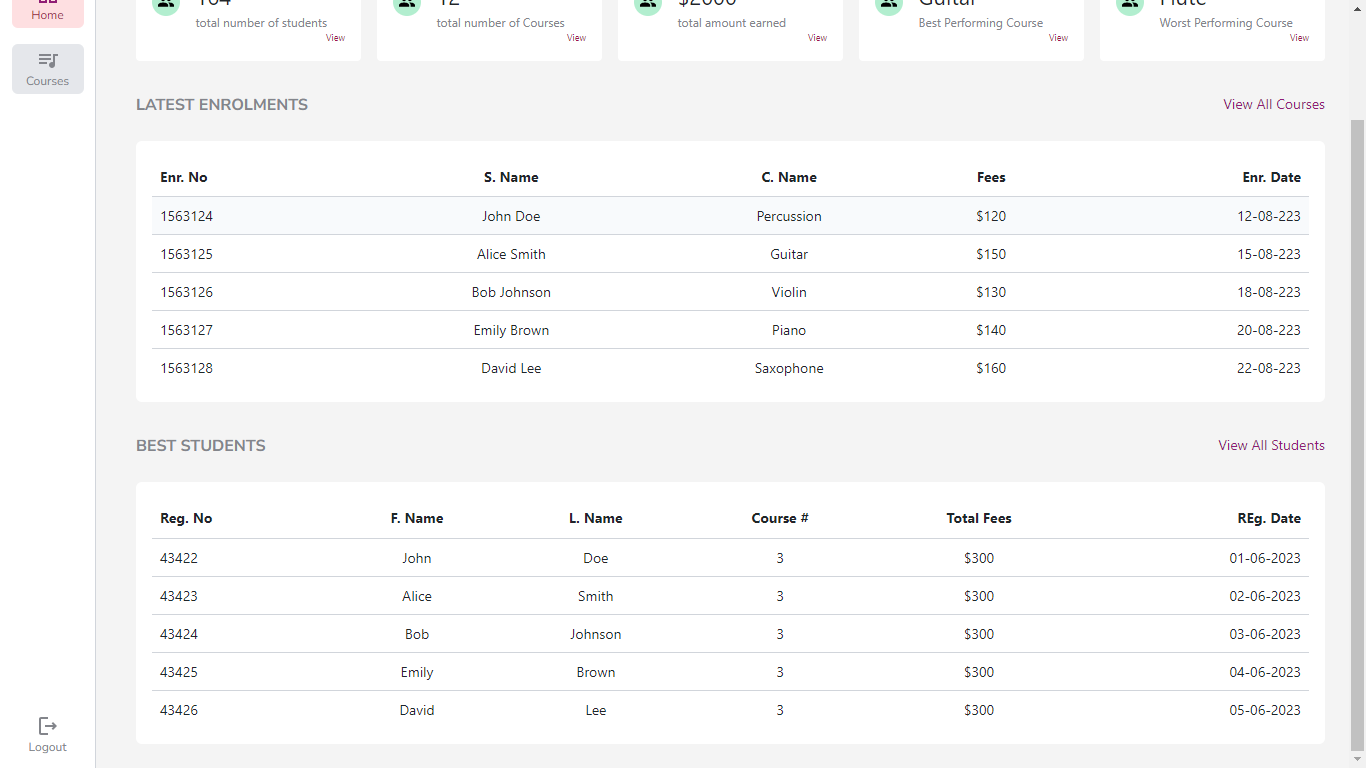 Home
Courses
164 12 $2000 Guitar Flute
total number of students total number of Courses total amount earned Best Performing Course Worst Performing Course
View View View View View
LATEST ENROLMENTS View All Courses
Enr. No S. Name C. Name Fees Enr. Date
1563124 John Doe Percussion $120 12-08-223
1563125 Alice Smith Guitar $150 15-08-223
1563126 Bob Johnson Violin $130 18-08-223
1563127 Emily Brown Piano $140 20-08-223
1563128 David Lee Saxophone $160 22-08-223
BEST STUDENTS View All Students
Reg. No F. Name L. Name Course # Total Fees REg. Date
43422 John Doe 3 $300 01-06-2023
43423 Alice Smith 3 $300 02-06-2023
43424 Bob Johnson 3 $300 03-06-2023
43425 Emily Brown 3 $300 04-06-2023
43426 David Lee 3 $300 05-06-2023
Logout